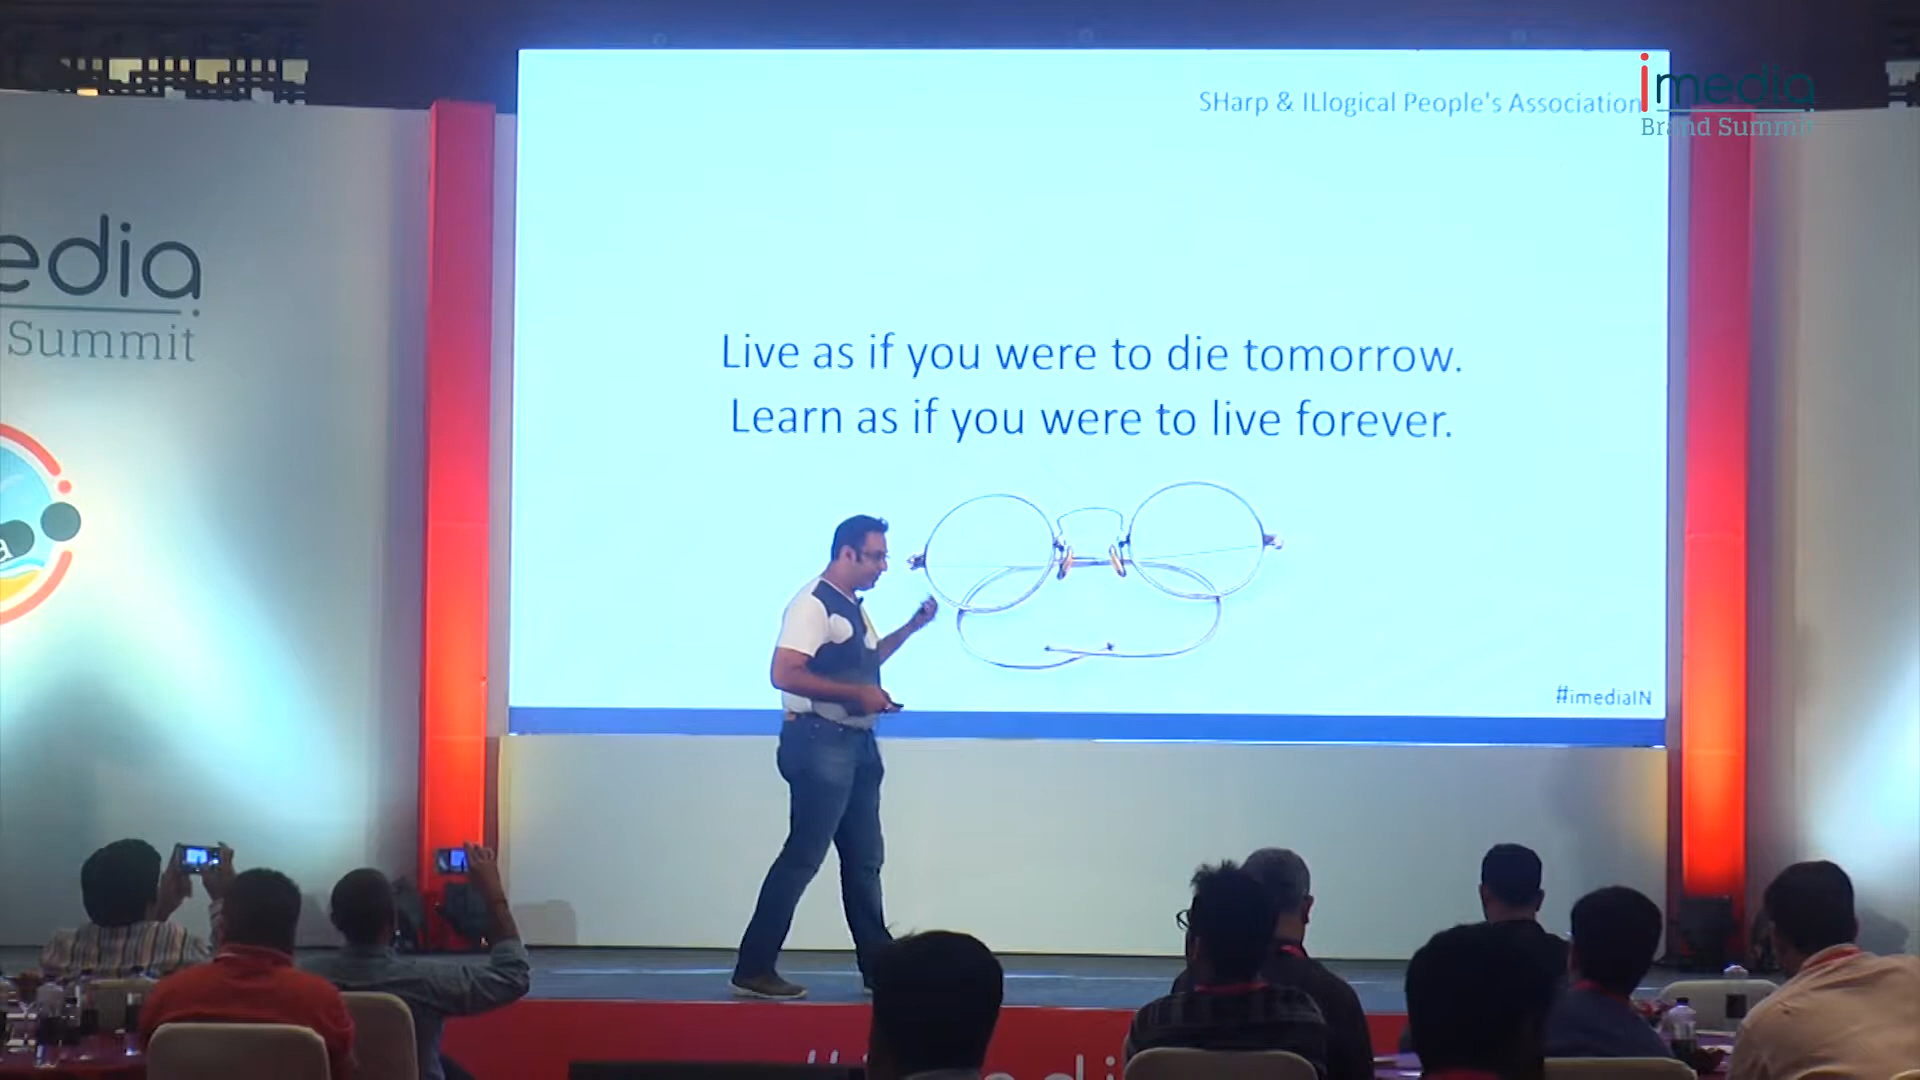 SHarp & ILlogical People's Association
imedia
Brand Summit
edia
Summit
Live as if you were to die tomorrow.
Learn as if you were to live forever.
a
#imediaIN